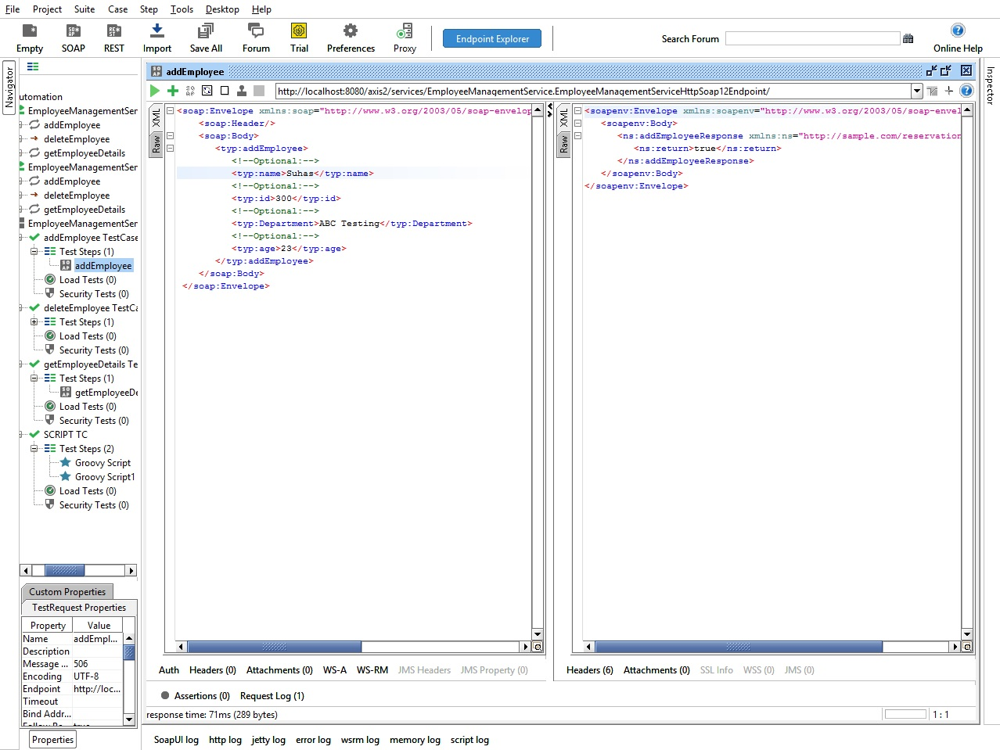 File Project Suite Case Step Tools Desktop Help
Empty SOAP REST Import Save All Forum Trial Preferences Proxy Endpoint Explorer Search Forum Online Help
Navigator
Inspector
utomation
EmployeeManagementSer
addEmployee
deleteEmployee
getEmployeeDetails
EmployeeManagementSer
addEmployee
deleteEmployee
getEmployeeDetails
EmployeeManagementSer
addEmployee TestCase
Test Steps (1)
addEmployee
Load Tests (0)
Security Tests (0)
deleteEmployee TestCa
Test Steps (1)
Load Tests (0)
Security Tests (0)
getEmployeeDetails Te
Test Steps (1)
getEmployeeDe
Load Tests (0)
Security Tests (0)
SCRIPT TC
Test Steps (2)
Groovy Script
Groovy Script1
Load Tests (0)
Security Tests (0)
Custom Properties
TestRequest Properties
Property Value
Name addEmpl...
Description
Message ... 506
Encoding UTF-8
Endpoint http://loc...
Timeout
Bind Addr...
Properties
addEmployee
http://localhost:8080/axis2/services/EmployeeManagementService.EmployeeManagementServiceHttpSoap12Endpoint/
XML
Raw
<soap:Envelope xmlns:soap="http://www.w3.org/2003/05/soap-envelop
<soap:Header/>
<soap:Body>
<typ:addEmployee>
<!--Optional:-->
<typ:name>Suhas</typ:name>
<!--Optional:-->
<typ:id>300</typ:id>
<!--Optional:-->
<typ:Department>ABC Testing</typ:Department>
<!--Optional:-->
<typ:age>23</typ:age>
</typ:addEmployee>
</soap:Body>
</soap:Envelope>
XML
Raw
<soapenv:Envelope xmlns:soapenv="http://www.w3.org/2003/05/soap-envel
<soapenv:Body>
<ns:addEmployeeResponse xmlns:ns="http://sample.com/reservation
<ns:return>true</ns:return>
</ns:addEmployeeResponse>
</soapenv:Body>
</soapenv:Envelope>
Auth Headers (0) Attachments (0) WS-A WS-RM JMS Headers JMS Property (0)
Headers (6) Attachments (0) SSL Info WSS (0) JMS (0)
Assertions (0) Request Log (1)
response time: 71ms (289 bytes)
1 : 1
SoapUI log http log jetty log error log wsrm log memory log script log